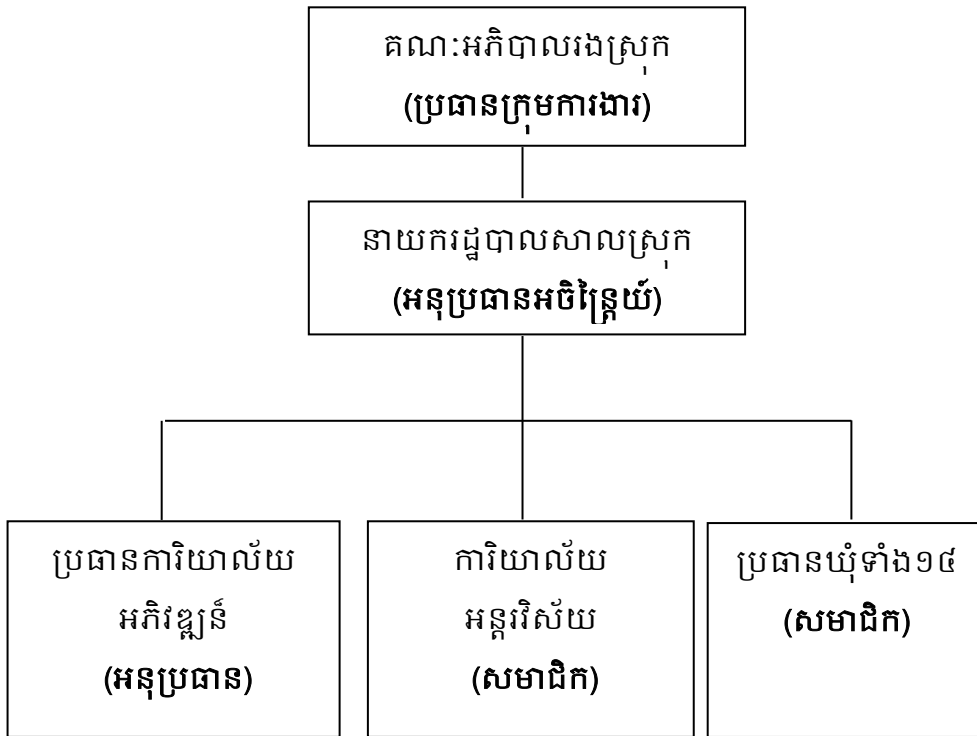 គណៈអភិបាលរងស្រុក
(ប្រធានក្រុមការងារ)
នាយករដ្ឋបាលសាលស្រុក
(អនុប្រធានអចិន្ត្រៃយ៍)
ប្រធានការិយាល័យ
អភិវឌ្ឍន៏
(អនុប្រធាន)
ការិយាល័យ
អន្តរវិស័យ
(សមាជិក)
ប្រធានឃុំទាំង១៤
(សមាជិក)